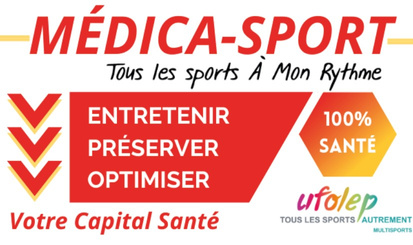 MÉDICA-SPORT
Tous les sports À Mon Rythme
ENTRETENIR
PRÉSERVER
OPTIMISER
100%
SANTÉ
Votre Capital Santé
ufolep
TOUS LES SPORTS AUTREMENT
MULTISPORTS